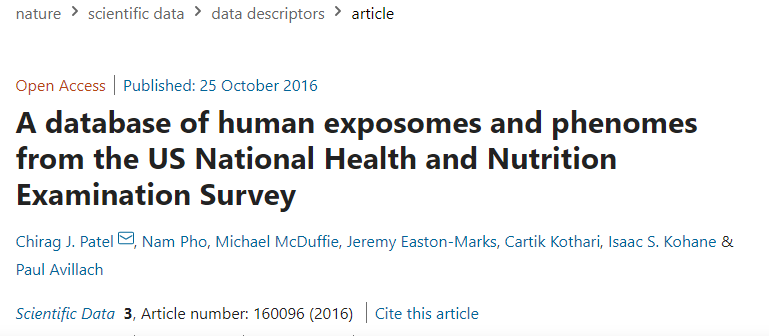 nature > scientific data > data descriptors > article
Open Access | Published: 25 October 2016
A database of human exposomes and phenomes
from the US National Health and Nutrition
Examination Survey
Chirag J. Patel, Nam Pho, Michael McDuffie, Jeremy Easton-Marks, Cartik Kothari, Isaac S. Kohane &
Paul Avillach
Scientific Data 3, Article number: 160096 (2016) | Cite this article